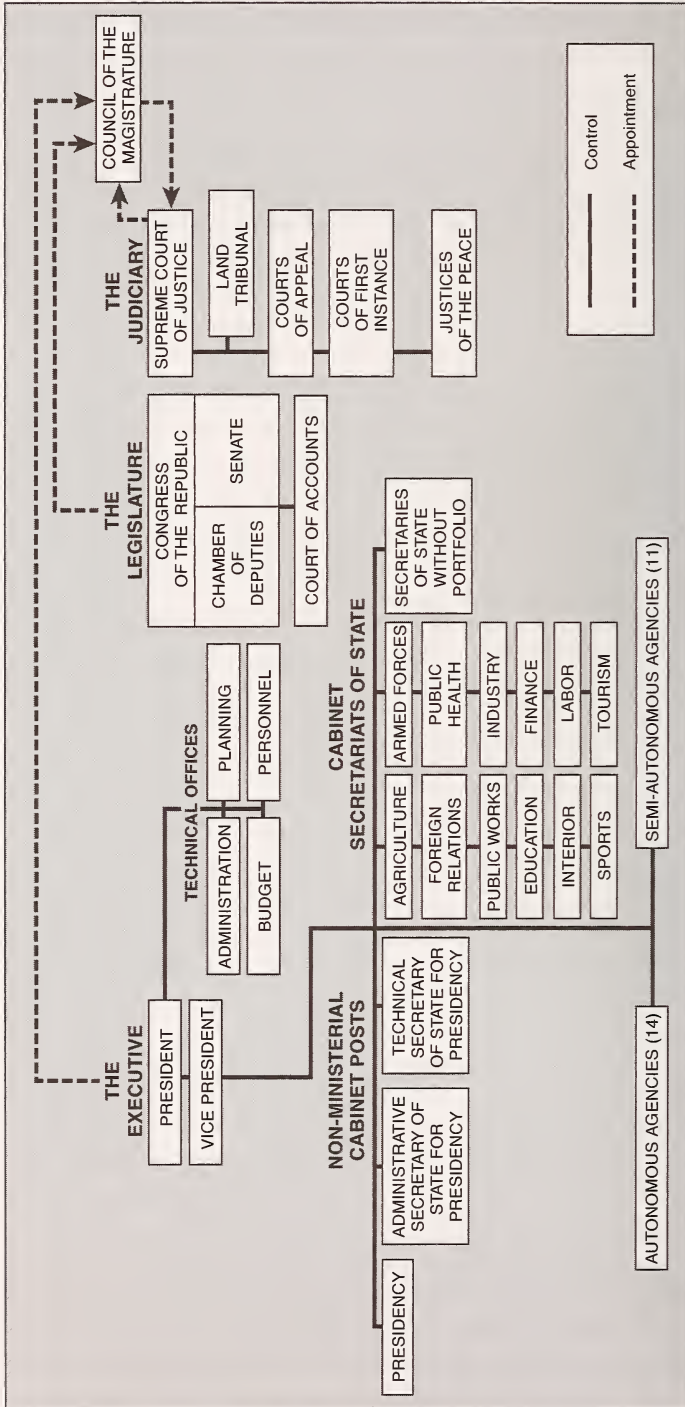 THE
EXECUTIVE
PRESIDENT
VICE PRESIDENT
TECHNICAL OFFICES
ADMINISTRATION
PLANNING
BUDGET
PERSONNEL
THE
LEGISLATURE
CONGRESS
OF THE REPUBLIC
CHAMBER
OF
DEPUTIES
SENATE
COURT OF ACCOUNTS
THE
JUDICIARY
SUPREME COURT
OF JUSTICE
LAND
TRIBUNAL
COURTS
OF APPEAL
COURTS
OF FIRST
INSTANCE
JUSTICES
OF THE PEACE
COUNCIL OF THE
MAGISTRATURE
NON-MINISTERIAL
CABINET POSTS
PRESIDENCY
ADMINISTRATIVE
SECRETARY OF
STATE FOR
PRESIDENCY
TECHNICAL
SECRETARY
OF STATE FOR
PRESIDENCY
CABINET
SECRETARIATS OF STATE
AGRICULTURE
ARMED FORCES
FOREIGN
RELATIONS
PUBLIC
HEALTH
PUBLIC WORKS
INDUSTRY
EDUCATION
FINANCE
INTERIOR
LABOR
SPORTS
TOURISM
SECRETARIES
OF STATE
WITHOUT
PORTFOLIO
AUTONOMOUS AGENCIES (14)
SEMI-AUTONOMOUS AGENCIES (11)
Control
Appointment